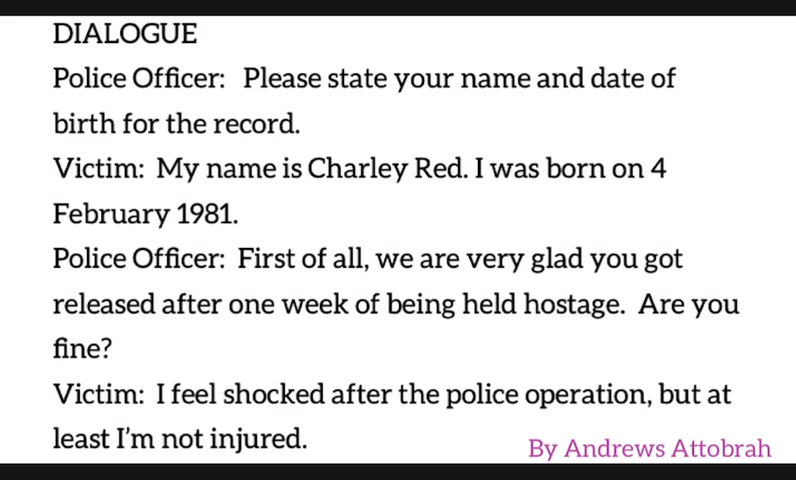 DIALOGUE
Police Officer:   Please state your name and date of
birth for the record.
Victim:  My name is Charley Red. I was born on 4
February 1981.
Police Officer:  First of all, we are very glad you got
released after one week of being held hostage.  Are you
fine?
Victim:  I feel shocked after the police operation, but at
least I’m not injured.
By Andrews Attobrah